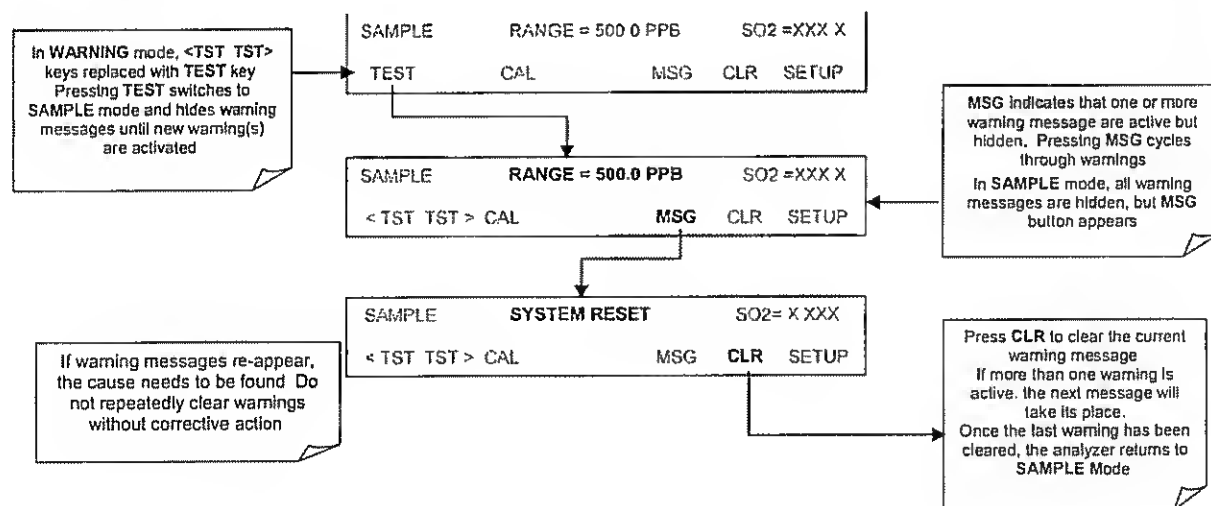 SAMPLE RANGE = 500 0 PPB SO2 =XXX X
TEST CAL MSG CLR SETUP
In WARNING mode, <TST TST>
keys replaced with TEST key
Pressing TEST switches to
SAMPLE mode and hides warning
messages until new warning(s)
are activated
SAMPLE RANGE = 500.0 PPB SO2 =XXX X
< TST TST > CAL MSG CLR SETUP
MSG indicates that one or more
warning message are active but
hidden. Pressing MSG cycles
through warnings
In SAMPLE mode, all warning
messages are hidden, but MSG
button appears
SAMPLE SYSTEM RESET SO2= X XXX
< TST TST > CAL MSG CLR SETUP
If warning messages re-appear,
the cause needs to be found Do
not repeatedly clear warnings
without corrective action
Press CLR to clear the current
warning message
If more than one warning is
active. the next message will
take its place.
Once the last warning has been
cleared, the analyzer returns to
SAMPLE Mode